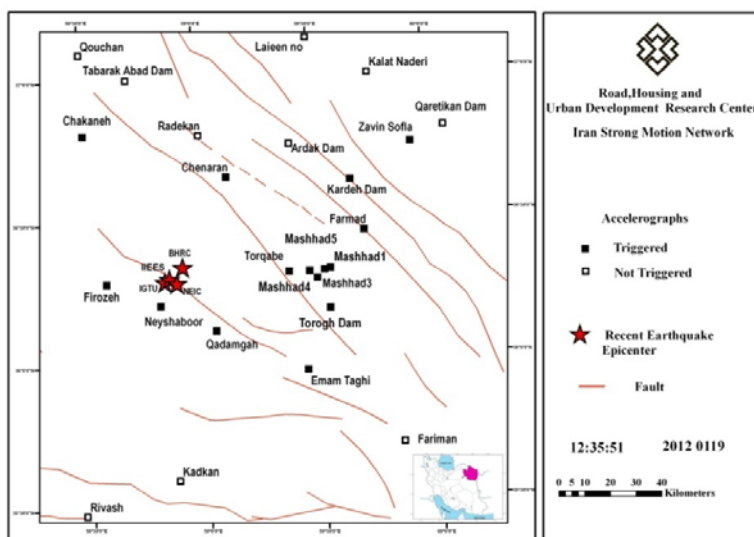 Laieen no
Qouchan
Kalat Naderi
Tabarak Abad Dam
Qaretikan Dam
Chakaneh
Radekan
Zavin Sofla
Ardak Dam
Chenaran
Kardeh Dam
Farmad
Mashhad5
BHRC
Torqabe
Mashhad1
IIEES
Mashhad4
Mashhad3
IGTU
NEIC
Firozeh
Neyshaboor
Torogh Dam
Qadamgah
Emam Taghi
Fariman
Kadkan
Rivash
Road,Housing and
Urban Development Research Center
Iran Strong Motion Network
Accelerographs
Triggered
Not Triggered
Recent Earthquake
Epicenter
Fault
12:35:51 2012 0119
0 5 10 20 30 40
Kilometers